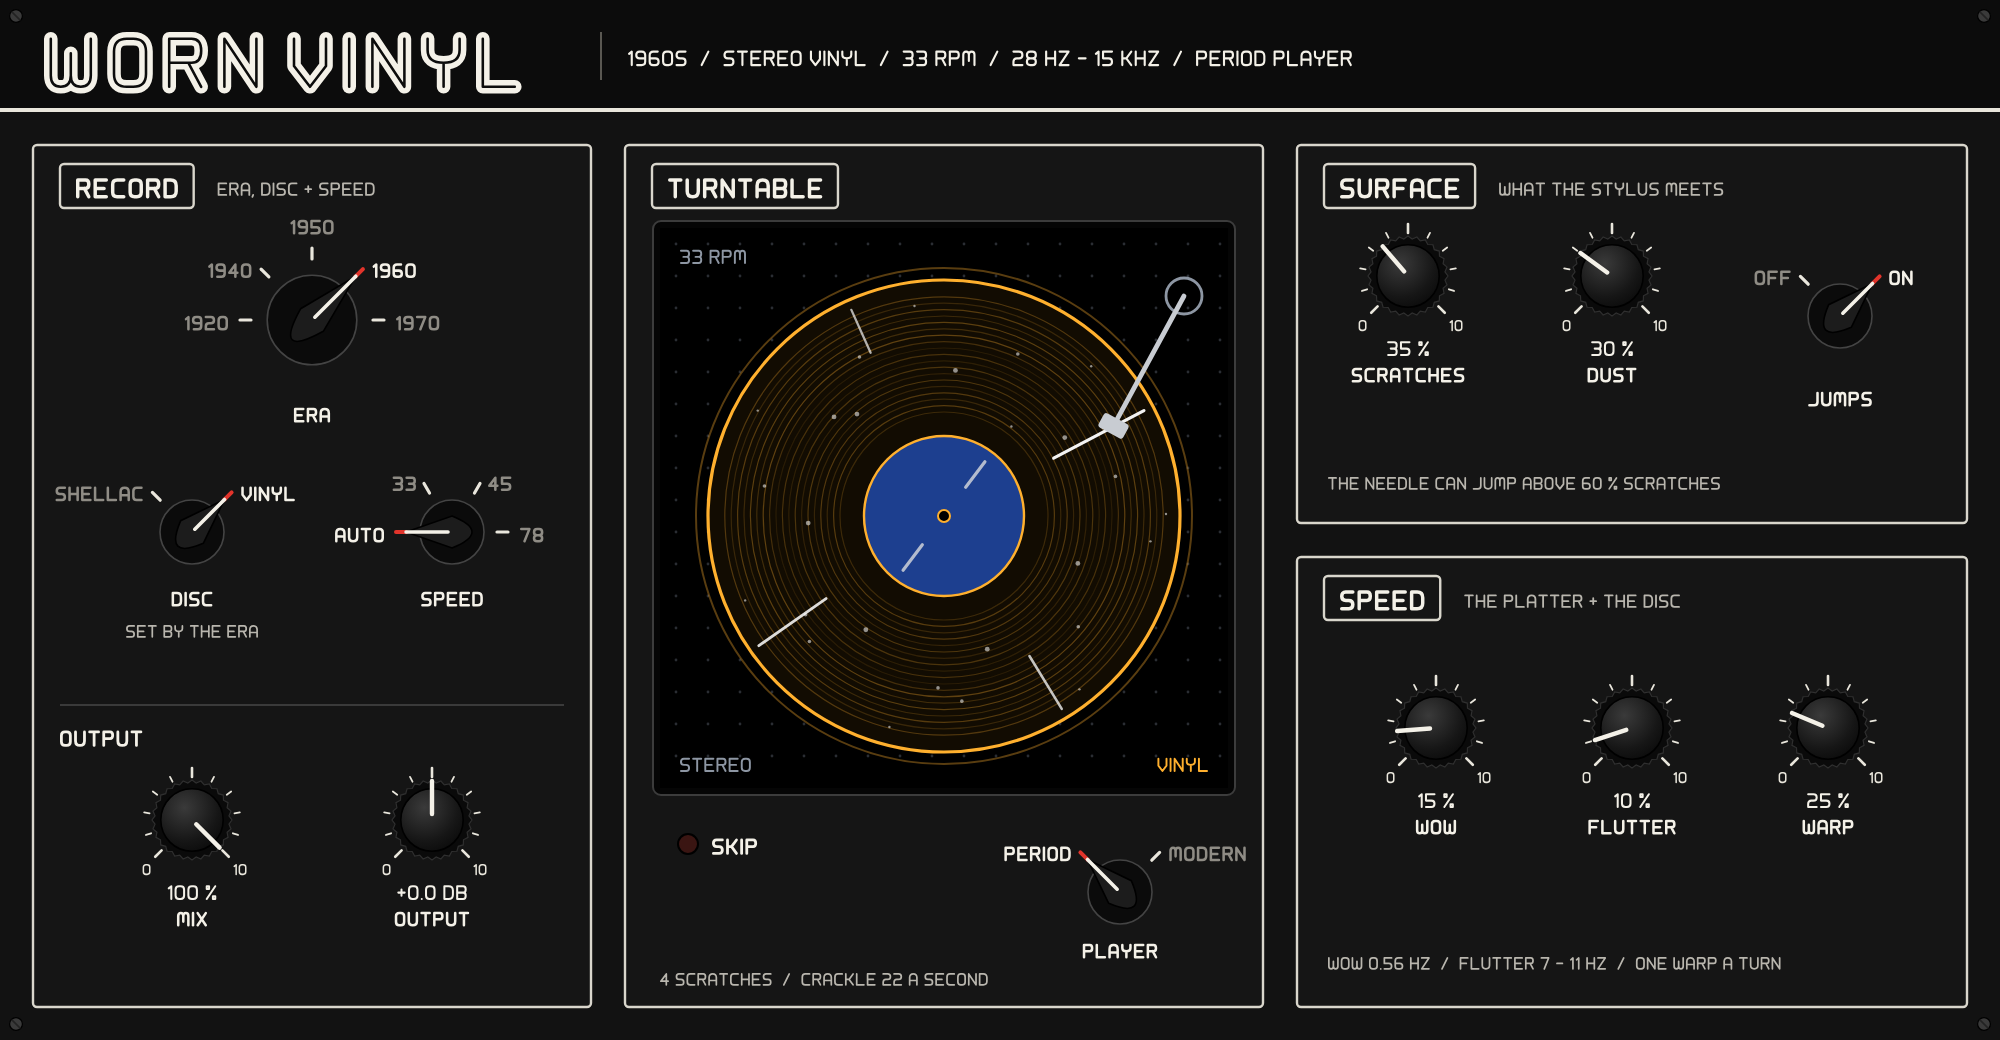 WORN VINYL
1960S / STEREO VINYL / 33 RPM / 28 HZ - 15 KHZ / PERIOD PLAYER
RECORD
ERA, DISC + SPEED
1950
1940
1960
1920
1970
ERA
SHELLAC
VINYL
DISC
SET BY THE ERA
33
45
AUTO
78
SPEED
OUTPUT
0
10
100 %
MIX
0
10
+0.0 DB
OUTPUT
TURNTABLE
33 RPM
STEREO
VINYL
SKIP
PERIOD
MODERN
PLAYER
4 SCRATCHES / CRACKLE 22 A SECOND
SURFACE
WHAT THE STYLUS MEETS
0
10
35 %
SCRATCHES
0
10
30 %
DUST
OFF
ON
JUMPS
THE NEEDLE CAN JUMP ABOVE 60 % SCRATCHES
SPEED
THE PLATTER + THE DISC
0
10
15 %
WOW
0
10
10 %
FLUTTER
0
10
25 %
WARP
WOW 0.56 HZ / FLUTTER 7 - 11 HZ / ONE WARP A TURN